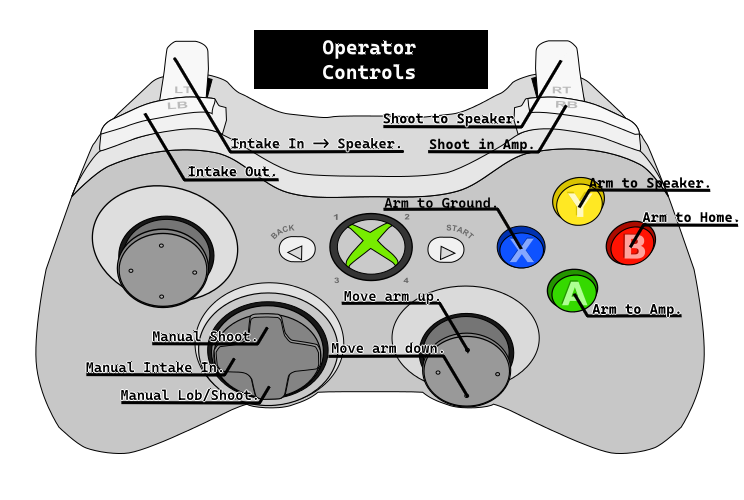 Operator
Controls
LT
RT
LB
RB
Shoot to Speaker.
Intake In → Speaker.
Shoot in Amp.
Intake Out.
Arm to Speaker.
Y
Arm to Ground.
Arm to Home.
1
2
BACK
START
X
B
3
4
A
Move arm up.
Arm to Amp.
Manual Shoot.
Move arm down.
Manual Intake In.
Manual Lob/Shoot.